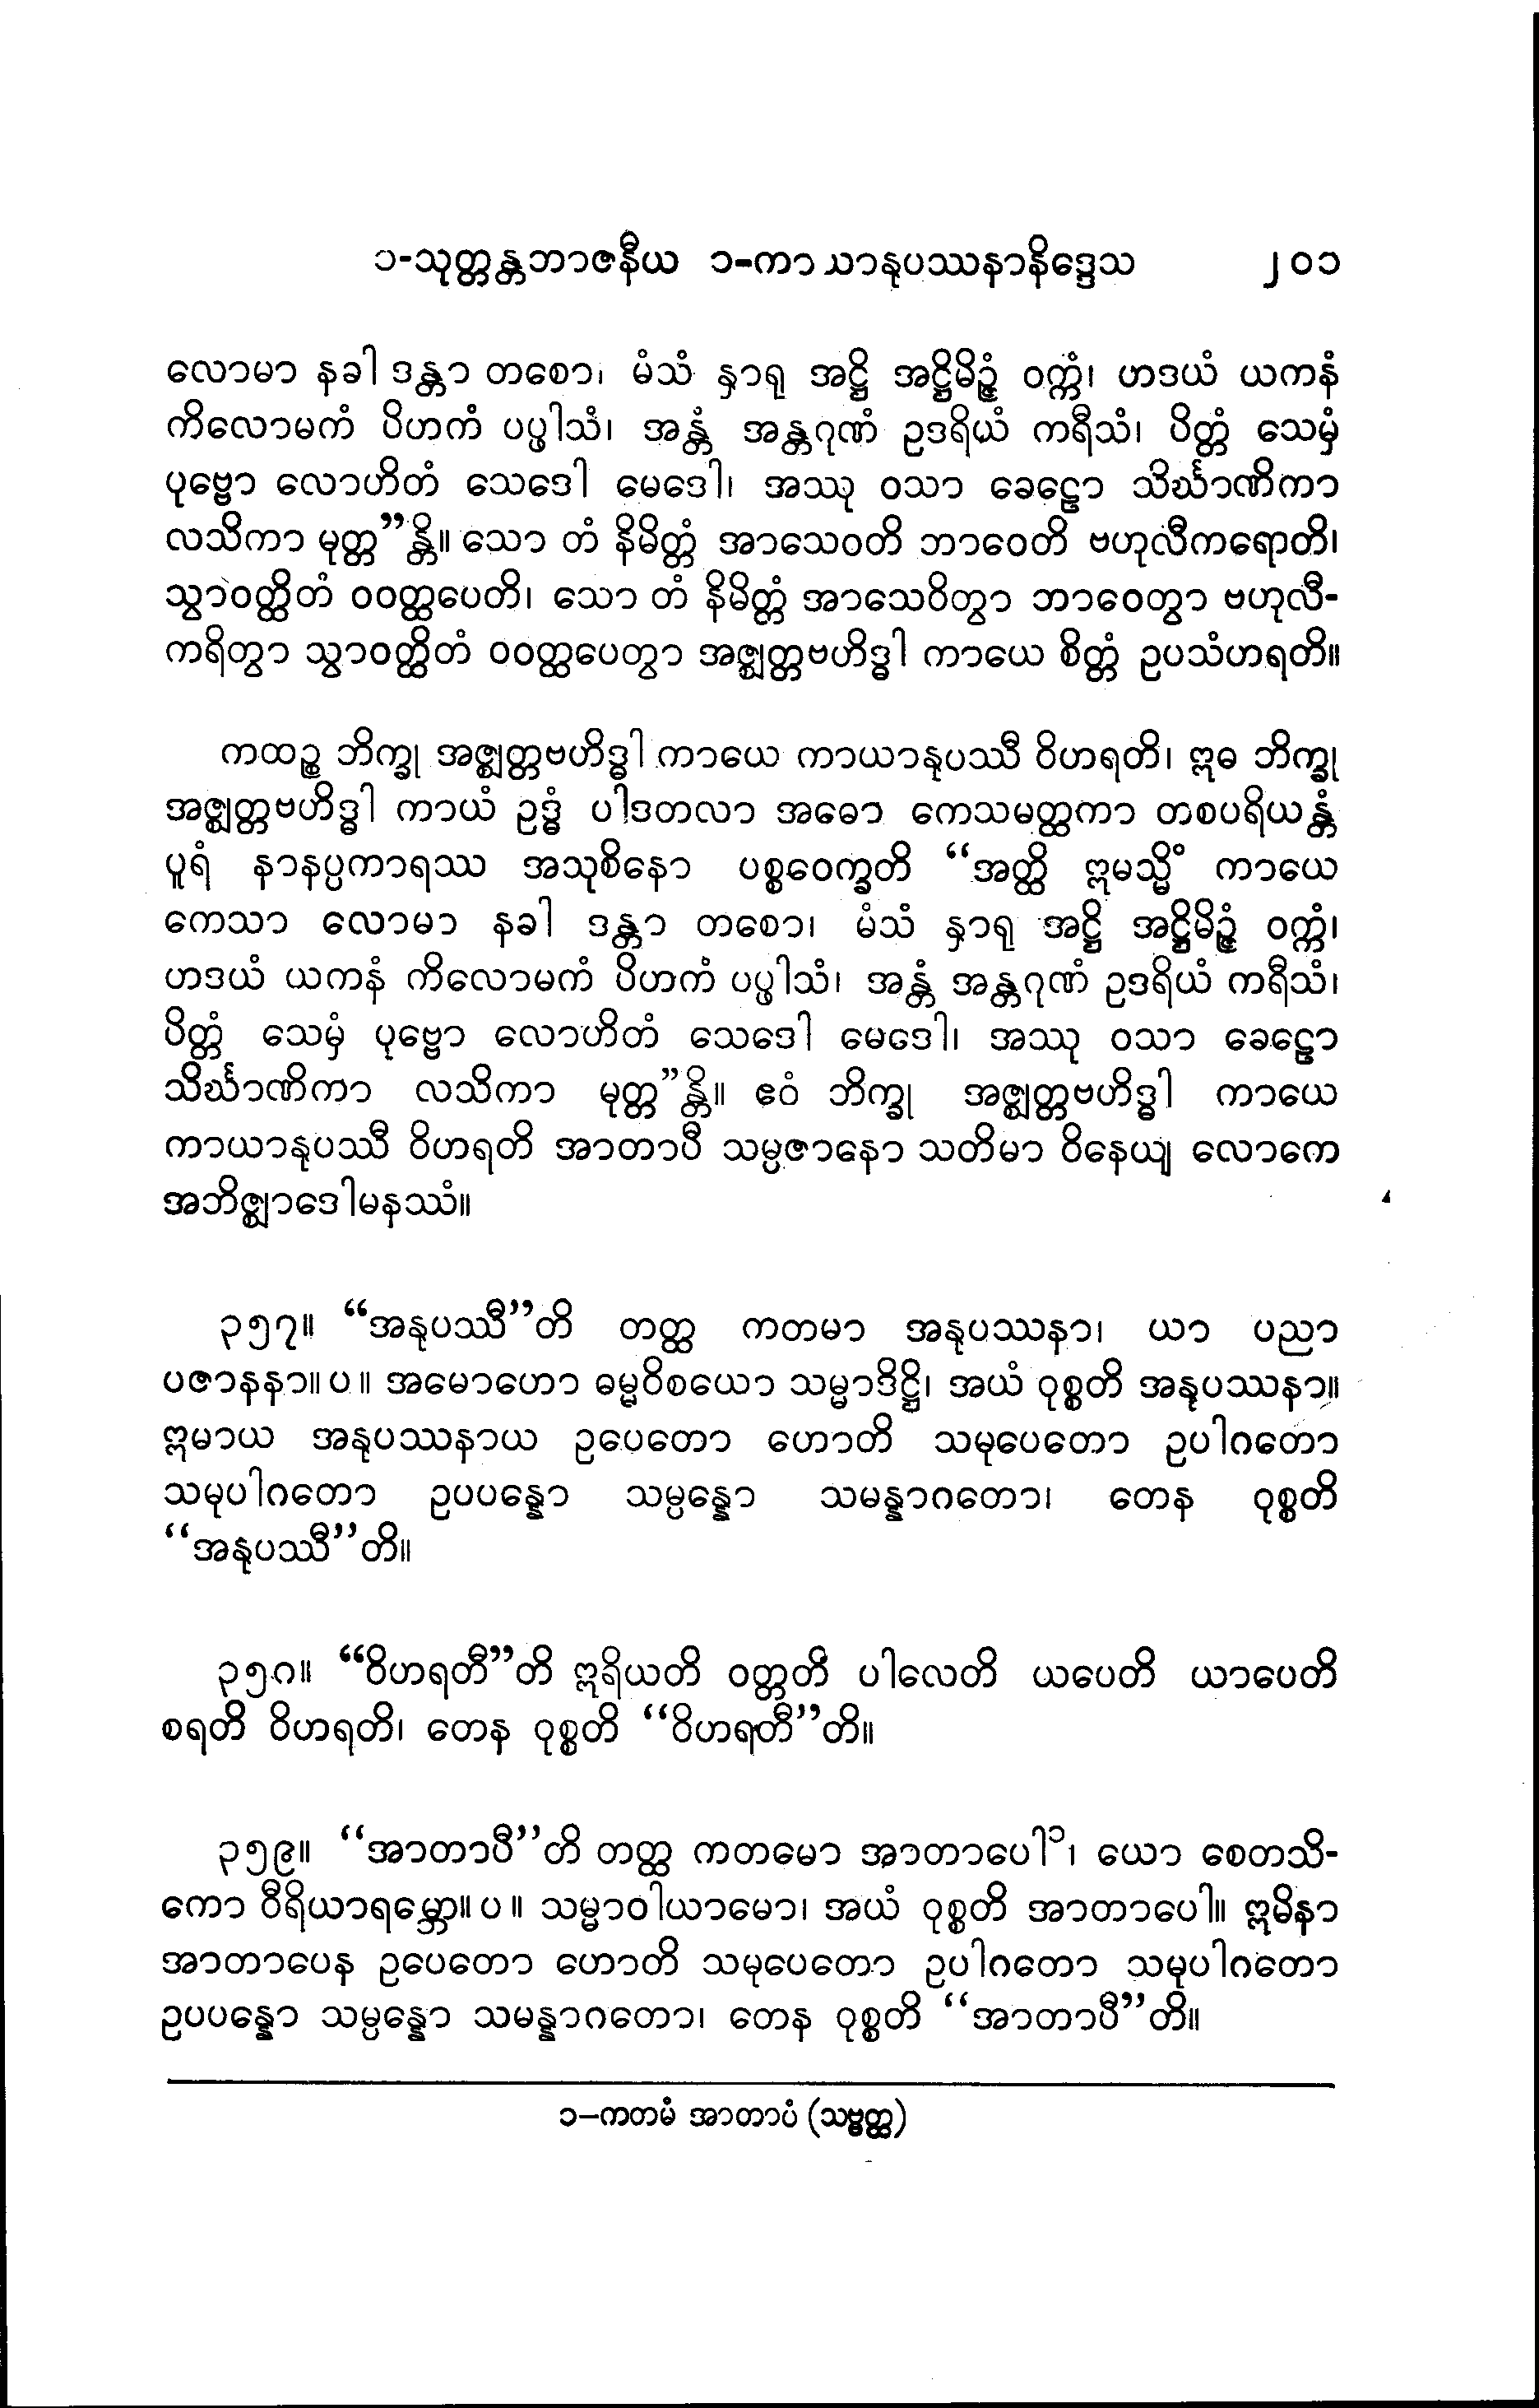 ၁-သုတ္တန္တဘာဇနီယ ၁-ကာယာနုပဿနာနိဒ္ဒေသ ၂၀၁
လောမာ နခါ ဒန္တာ တစော၊ မံသံ နှာရု အဋ္ဌိ အဋ္ဌိမိဉ္ဇံ ဝက္ကံ၊ ဟဒယံ ယကနံ
ကိလောမကံ ပိဟကံ ပပ္ဖါသံ၊ အန္တံ အန္တဂုဏံ ဥဒရိယံ ကရီသံ၊ ပိတ္တံ သေမှံ
ပုဗ္ဗော လောဟိတံ သေဒေါ မေဒေါ၊ အဿု ဝသာ ခေဠော သိင်္ဃာဏိကာ
လသိကာ မုတ္တ”န္တိ။ သော တံ နိမိတ္တံ အာသေဝတိ ဘာဝေတိ ဗဟုလီကရောတိ၊
သွာဝတ္ထိတံ ဝဝတ္ထပေတိ၊ သော တံ နိမိတ္တံ အာသေဝိတွာ ဘာဝေတွာ ဗဟုလီ-
ကရိတွာ သွာဝတ္ထိတံ ဝဝတ္ထပေတွာ အဇ္ဈတ္တဗဟိဒ္ဓါ ကာယေ စိတ္တံ ဥပသံဟရတိ။
ကထဉ္စ ဘိက္ခု အဇ္ဈတ္တဗဟိဒ္ဓါ ကာယေ ကာယာနုပဿီ ဝိဟရတိ၊ ဣဓ ဘိက္ခု
အဇ္ဈတ္တဗဟိဒ္ဓါ ကာယံ ဥဒ္ဓံ ပါဒတလာ အဓော ကေသမတ္ထကာ တစပရိယန္တံ
ပူရံ နာနပ္ပကာရဿ အသုစိနော ပစ္စဝေက္ခတိ “အတ္ထိ ဣမသ္မိံ ကာယေ
ကေသာ လောမာ နခါ ဒန္တာ တစော၊ မံသံ နှာရု အဋ္ဌိ အဋ္ဌိမိဉ္ဇံ ဝက္ကံ၊
ဟဒယံ ယကနံ ကိလောမကံ ပိဟကံ ပပ္ဖါသံ၊ အန္တံ အန္တဂုဏံ ဥဒရိယံ ကရီသံ၊
ပိတ္တံ သေမှံ ပုဗ္ဗော လောဟိတံ သေဒေါ မေဒေါ၊ အဿု ဝသာ ခေဠော
သိင်္ဃာဏိကာ လသိကာ မုတ္တ”န္တိ။ ဧဝံ ဘိက္ခု အဇ္ဈတ္တဗဟိဒ္ဓါ ကာယေ
ကာယာနုပဿီ ဝိဟရတိ အာတာပီ သမ္ပဇာနော သတိမာ ဝိနေယျ လောကေ
အဘိဇ္ဈာဒေါမနဿံ။
၃၅၇။ “အနုပဿီ”တိ တတ္ထ ကတမာ အနုပဿနာ၊ ယာ ပညာ
ပဇာနနာ။ပ။ အမောဟော ဓမ္မဝိစယော သမ္မာဒိဋ္ဌိ၊ အယံ ဝုစ္စတိ အနုပဿနာ။
ဣမာယ အနုပဿနာယ ဥပေတော ဟောတိ သမုပေတော ဥပါဂတော
သမုပါဂတော ဥပပန္နော သမ္ပန္နော သမန္နာဂတော၊ တေန ဝုစ္စတိ
“အနုပဿီ”တိ။
၃၅၈။ “ဝိဟရတီ”တိ ဣရိယတိ ဝတ္တတိ ပါလေတိ ယပေတိ ယာပေတိ
စရတိ ဝိဟရတိ၊ တေန ဝုစ္စတိ “ဝိဟရတီ”တိ။
၃၅၉။ “အာတာပီ”တိ တတ္ထ ကတမော အာတာပေါ၁၊ ယော စေတသိ-
ကော ဝီရိယာရမ္ဘော။ပ။ သမ္မာဝါယာမော၊ အယံ ဝုစ္စတိ အာတာပေါ။ ဣမိနာ
အာတာပေန ဥပေတော ဟောတိ သမုပေတော ဥပါဂတော သမုပါဂတော
ဥပပန္နော သမ္ပန္နော သမန္နာဂတော၊ တေန ဝုစ္စတိ “အာတာပီ”တိ။
၁–ကတမံ အာတာပံ (သဗ္ဗတ္ထ)